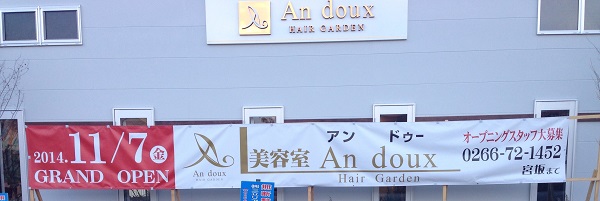 An doux
HAIR GARDEN
2014.11/7(金)
GRAND OPEN
An doux
アン ドゥー
美容室 An doux
Hair Garden
オープニングスタッフ大募集
0266-72-1452
宮坂まで